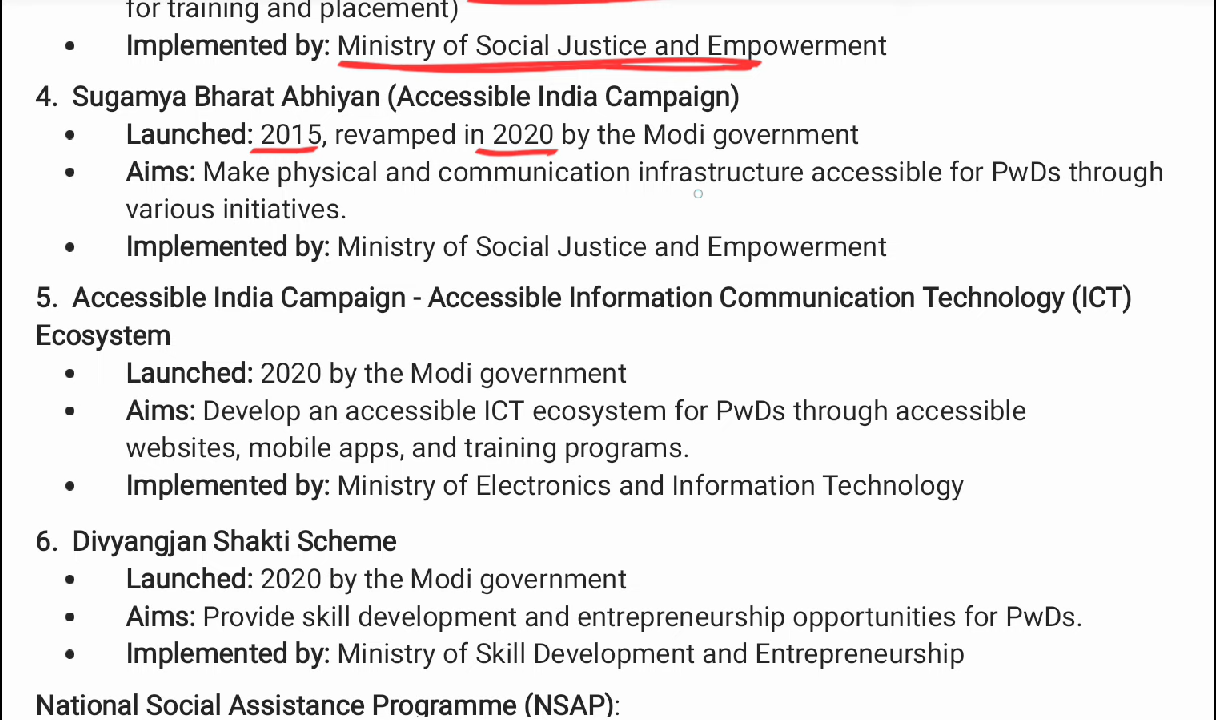 for training and placement)
• Implemented by: Ministry of Social Justice and Empowerment
4. Sugamya Bharat Abhiyan (Accessible India Campaign)
• Launched: 2015, revamped in 2020 by the Modi government
• Aims: Make physical and communication infrastructure accessible for PwDs through
various initiatives.
• Implemented by: Ministry of Social Justice and Empowerment
5. Accessible India Campaign - Accessible Information Communication Technology (ICT)
Ecosystem
• Launched: 2020 by the Modi government
• Aims: Develop an accessible ICT ecosystem for PwDs through accessible
websites, mobile apps, and training programs.
• Implemented by: Ministry of Electronics and Information Technology
6. Divyangjan Shakti Scheme
• Launched: 2020 by the Modi government
• Aims: Provide skill development and entrepreneurship opportunities for PwDs.
• Implemented by: Ministry of Skill Development and Entrepreneurship
National Social Assistance Programme (NSAP):